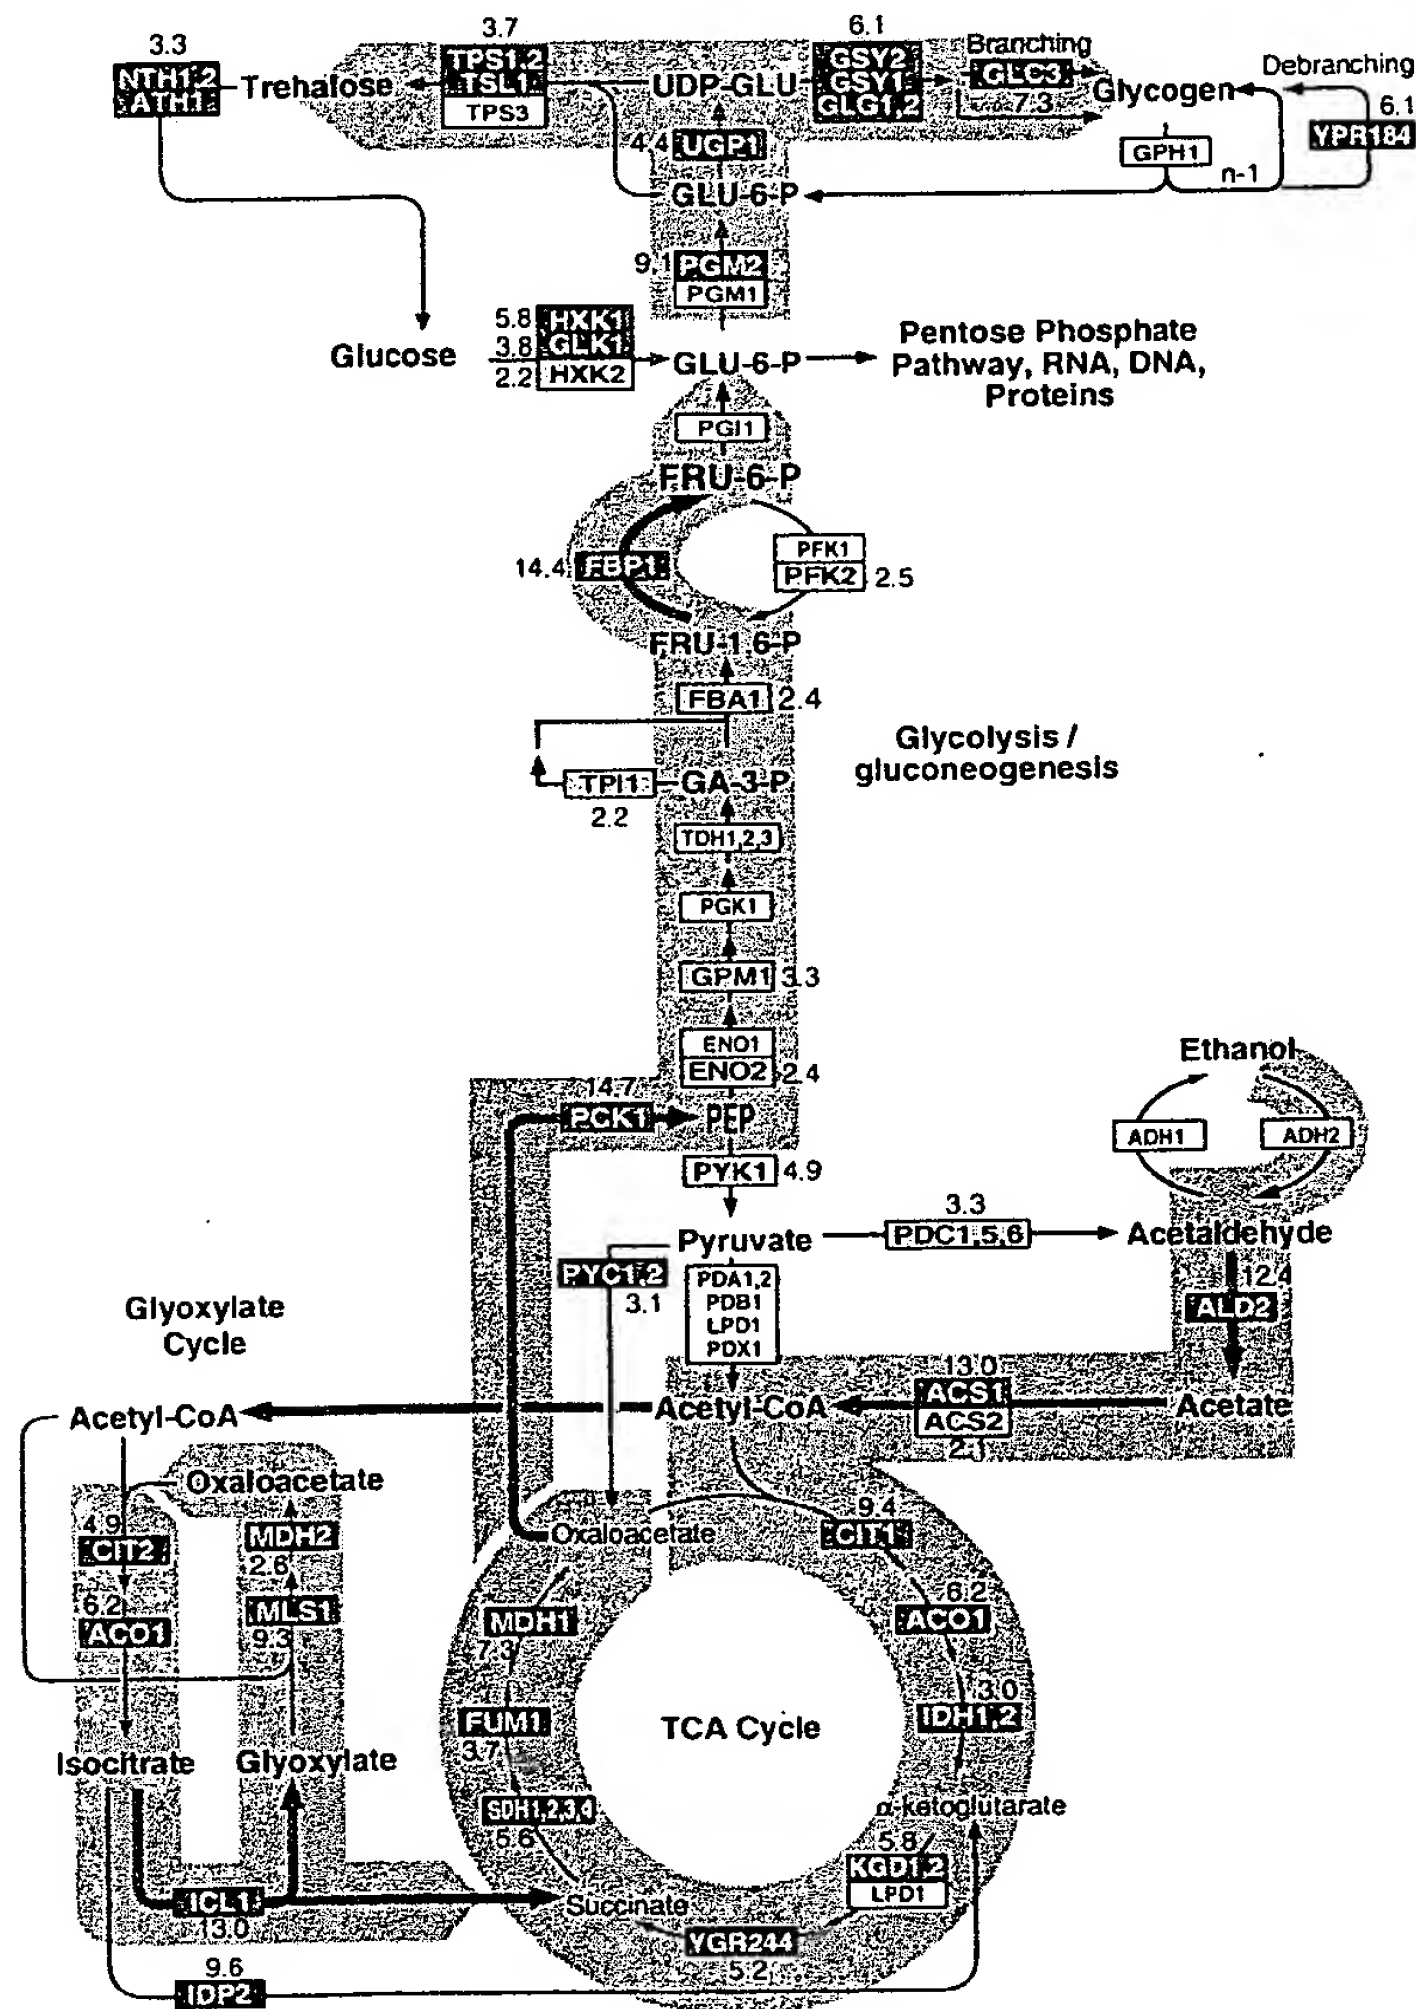 3.3
NTH1,2
ATH1
Trehalose
3.7
TPS1,2
TSL1
TPS3
UDP-GLU
6.1
GSY2
GSY1
GLG1,2
Branching
GLC3
7.3
Glycogen
Debranching
6.1
YPR184
GPH1
n-1
4.4 UGP1
GLU-6-P
9.1 PGM2
PGM1
Glucose
5.8 HXK1
3.8 GLK1
2.2 HXK2
GLU-6-P
Pentose Phosphate
Pathway, RNA, DNA,
Proteins
PGI1
FRU-6-P
14.4 FBP1
PFK1
PFK2 2.5
FRU-1,6-P
FBA1 2.4
Glycolysis /
gluconeogenesis
TPI1
2.2
GA-3-P
TDH1,2,3
PGK1
GPM1 3.3
ENO1
ENO2 2.4
14.7
PCK1
PEP
PYK1 4.9
Ethanol
ADH1
ADH2
Pyruvate
3.3
PDC1,5,6
Acetaldehyde
PYC1,2
3.1
PDA1,2
PDB1
LPD1
PDX1
12.4
ALD2
Glyoxylate
Cycle
Acetyl-CoA
Acetyl-CoA
13.0
ACS1
ACS2
2.1
Acetate
Oxaloacetate
4.9
CIT2
MDH2
2.6
6.2
ACO1
MLS1
9.3
Isocitrate
Glyoxylate
ICL1
13.0
9.6
IDP2
Oxaloacetate
9.4
CIT1
6.2
ACO1
3.0
IDH1,2
α-ketoglutarate
5.8
KGD1,2
LPD1
YGR244
5.2
Succinate
SDH1,2,3,4
5.6
FUM1
3.7
MDH1
7.3
TCA Cycle